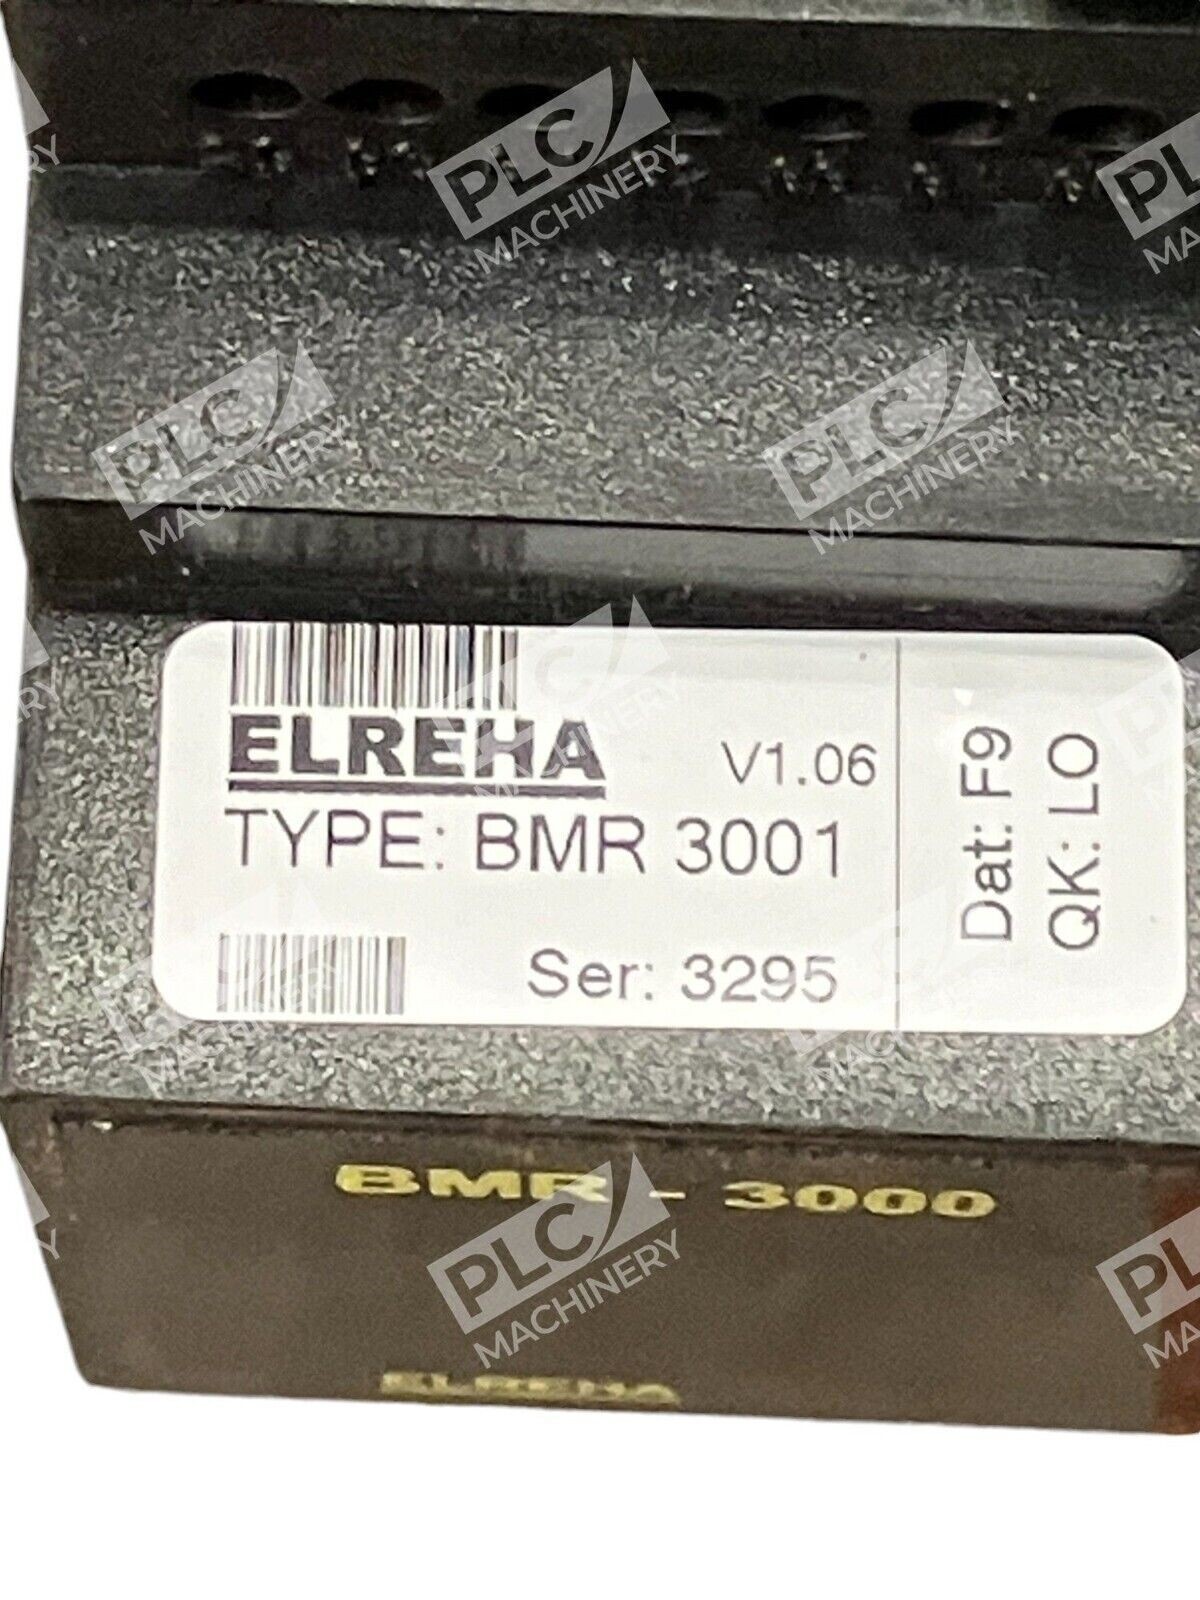 ELREHA
V1.06
TYPE: BMR 3001
Ser: 3295
Dat: F9
QK: LO
BMR - 3000
ELREHA
PLC MACHINERY